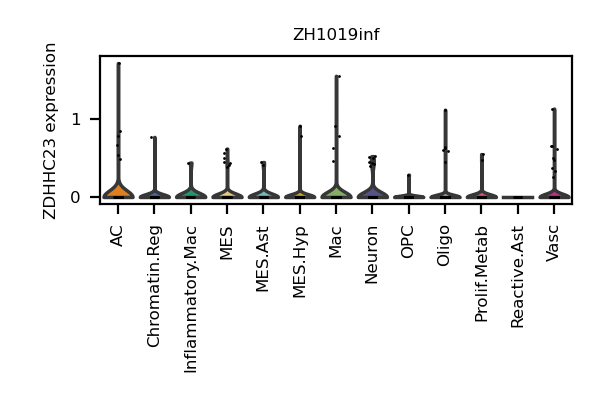 ZH1019inf
ZDHHC23 expression
1
0
AC
Chromatin.Reg
Inflammatory.Mac
MES
MES.Ast
MES.Hyp
Mac
Neuron
OPC
Oligo
Prolif.Metab
Reactive.Ast
Vasc